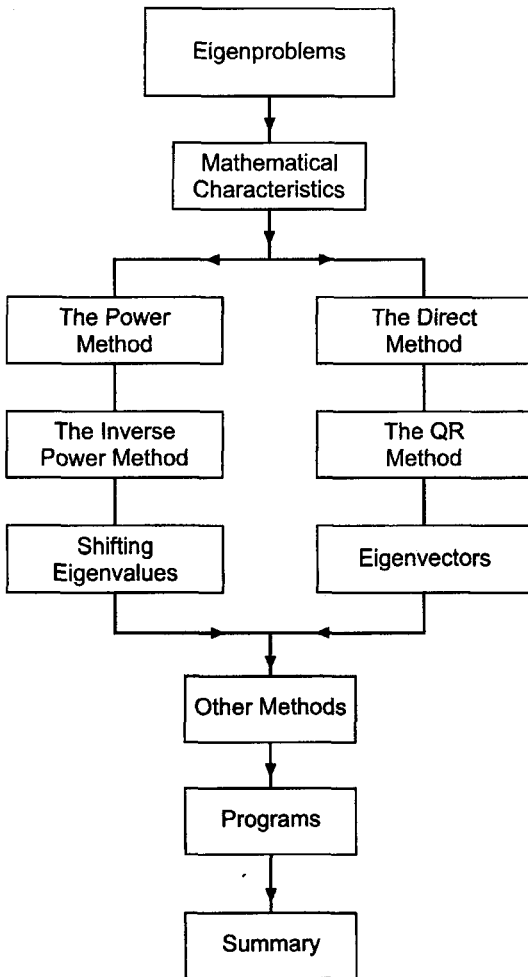 Eigenproblems
Mathematical
Characteristics
The Power
Method
The Direct
Method
The Inverse
Power Method
The QR
Method
Shifting
Eigenvalues
Eigenvectors
Other Methods
Programs
Summary